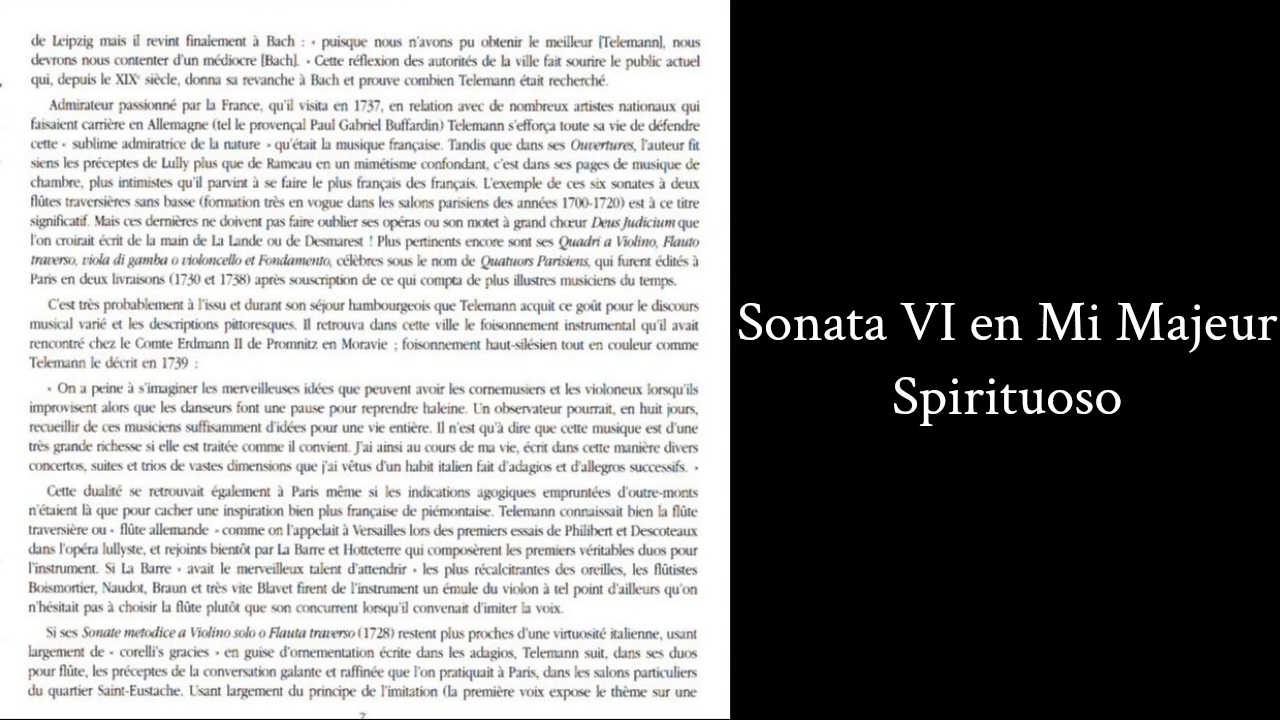 de Leipzig mais il revint finalement à Bach : « puisque nous n'avons pu obtenir le meilleur [Telemann], nous
devrons nous contenter d'un médiocre [Bach]. » Cette réflexion des autorités de la ville fait sourire le public actuel
qui, depuis le XIXe siècle, donna sa revanche à Bach et prouve combien Telemann était recherché.
Admirateur passionné par la France, qu'il visita en 1737, en relation avec de nombreux artistes nationaux qui
faisaient carrière en Allemagne (tel le provençal Paul Gabriel Buffardin) Telemann s'efforça toute sa vie de défendre
cette « sublime admiratrice de la nature » qu'était la musique française. Tandis que dans ses Ouvertures, l'auteur fit
siens les préceptes de Lully plus que de Rameau en un mimétisme confondant, c'est dans ses pages de musique de
chambre, plus intimistes qu'il parvint à se faire le plus français des français. L'exemple de ces six sonates à deux
flûtes traversières sans basse (formation très en vogue dans les salons parisiens des années 1700-1720) est à ce titre
significatif. Mais ces dernières ne doivent pas faire oublier ses opéras ou son motet à grand chœur Deus Judicium que
l'on croirait écrit de la main de La Lande ou de Desmarest ! Plus pertinents encore sont ses Quadri a Violino, Flauto
traverso, viola di gamba o violoncello et Fondamento, célèbres sous le nom de Quatuors Parisiens, qui furent édités à
Paris en deux livraisons (1730 et 1738) après souscription de ce qui compta de plus illustres musiciens du temps.
C'est très probablement à l'issu et durant son séjour hambourgeois que Telemann acquit ce goût pour le discours
musical varié et les descriptions pittoresques. Il retrouva dans cette ville le foisonnement instrumental qu'il avait
rencontré chez le Comte Erdmann II de Promnitz en Moravie ; foisonnement haut-silésien tout en couleur comme
Telemann le décrit en 1739 :
« On a peine à s'imaginer les merveilleuses idées que peuvent avoir les cornemusiers et les violoneux lorsqu'ils
improvisent alors que les danseurs font une pause pour reprendre haleine. Un observateur pourrait, en huit jours,
recueillir de ces musiciens suffisamment d'idées pour une vie entière. Il n'est qu'à dire que cette musique est d'une
très grande richesse si elle est traitée comme il convient. J'ai ainsi au cours de ma vie, écrit dans cette manière divers
concertos, suites et trios de vastes dimensions que j'ai vêtus d'un habit italien fait d'adagios et d'allegros successifs. »
Cette dualité se retrouvait également à Paris même si les indications agogiques empruntées d'outre-monts
n'étaient là que pour cacher une inspiration bien plus française de piémontaise. Telemann connaissait bien la flûte
traversière ou « flûte allemande » comme on l'appelait à Versailles lors des premiers essais de Philibert et Descoteaux
dans l'opéra lullyste, et rejoints bientôt par La Barre et Hotteterre qui composèrent les premiers véritables duos pour
l'instrument. Si La Barre « avait le merveilleux talent d'attendrir » les plus récalcitrantes des oreilles, les flûtistes
Boismortier, Naudot, Braun et très vite Blavet firent de l'instrument un émule du violon à tel point d'ailleurs qu'on
n'hésitait pas à choisir la flûte plutôt que son concurrent lorsqu'il convenait d'imiter la voix.
Si ses Sonate metodice a Violino solo o Flauta traverso (1728) restent plus proches d'une virtuosité italienne, usant
largement de « corelli's gracies » en guise d'ornementation écrite dans les adagios, Telemann suit, dans ses duos
pour flûte, les préceptes de la conversation galante et raffinée que l'on pratiquait à Paris, dans les salons particuliers
du quartier Saint-Eustache. Usant largement du principe de l'imitation (la première voix expose le thème sur une
Sonata VI en Mi Majeur
Spirituoso